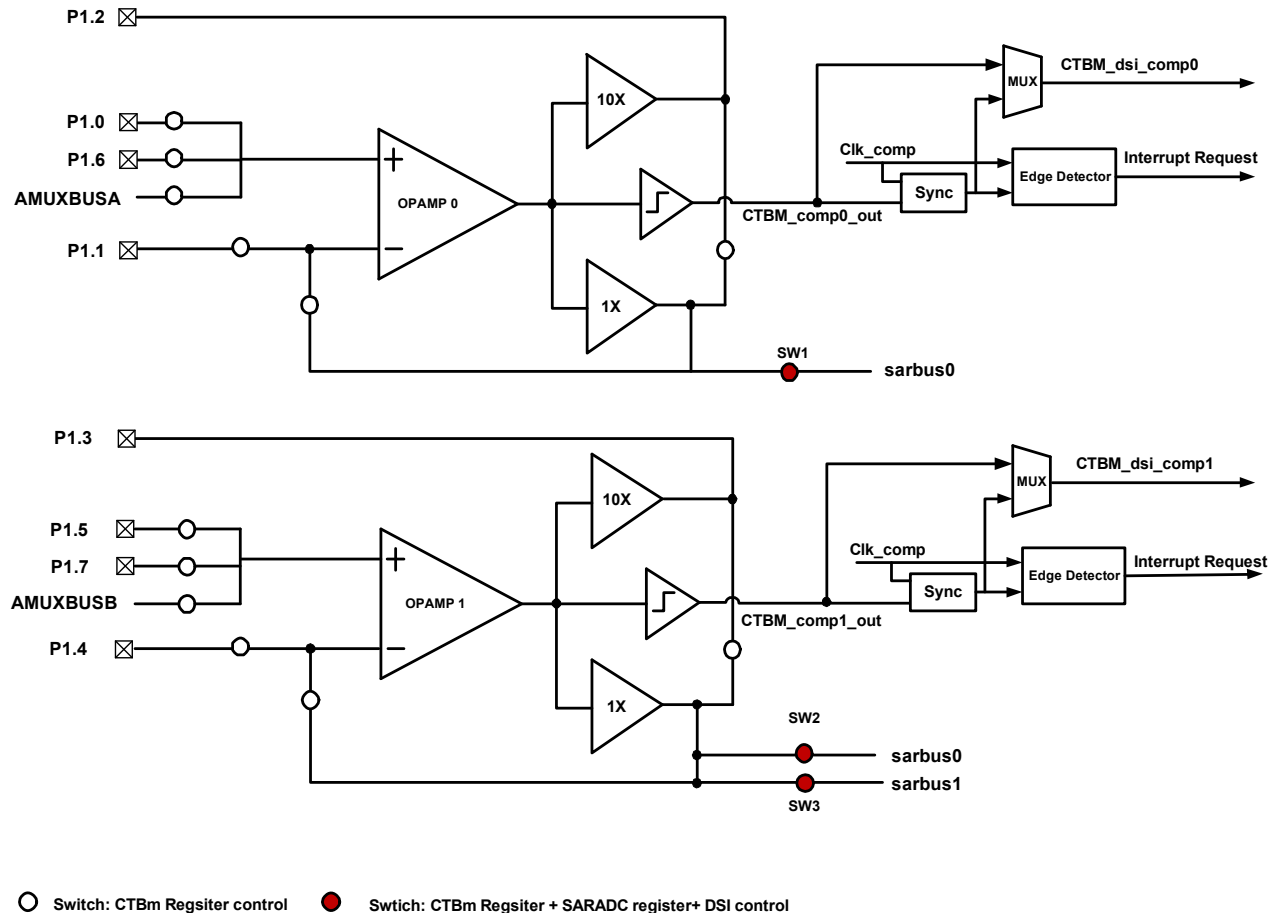 P1.2
10X
MUX
CTBM_dsi_comp0
P1.0
P1.6
AMUXBUSA
+
OPAMP 0
Clk_comp
Edge Detector
Interrupt Request
Sync
CTBM_comp0_out
P1.1
−
1X
SW1
sarbus0
P1.3
10X
MUX
CTBM_dsi_comp1
P1.5
P1.7
AMUXBUSB
+
OPAMP 1
Clk_comp
Edge Detector
Interrupt Request
Sync
CTBM_comp1_out
P1.4
−
1X
SW2
sarbus0
sarbus1
SW3
Switch: CTBm Regsiter control
Swtich: CTBm Regsiter + SARADC register+ DSI control